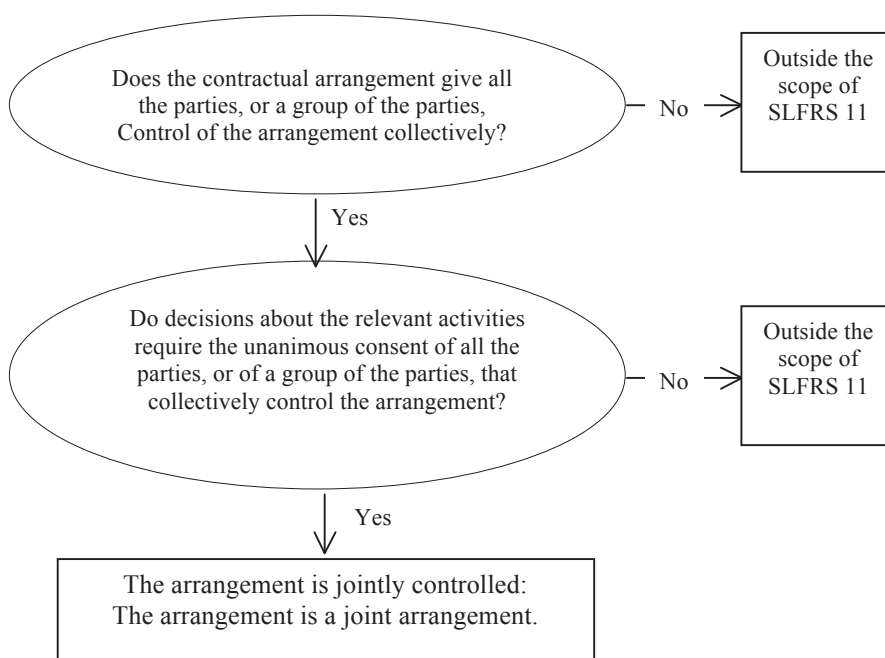 Does the contractual arrangement give all
the parties, or a group of the parties,
Control of the arrangement collectively?
No
Outside the
scope of
SLFRS 11
Yes
Do decisions about the relevant activities
require the unanimous consent of all the
parties, or of a group of the parties, that
collectively control the arrangement?
No
Outside the
scope of
SLFRS 11
Yes
The arrangement is jointly controlled:
The arrangement is a joint arrangement.